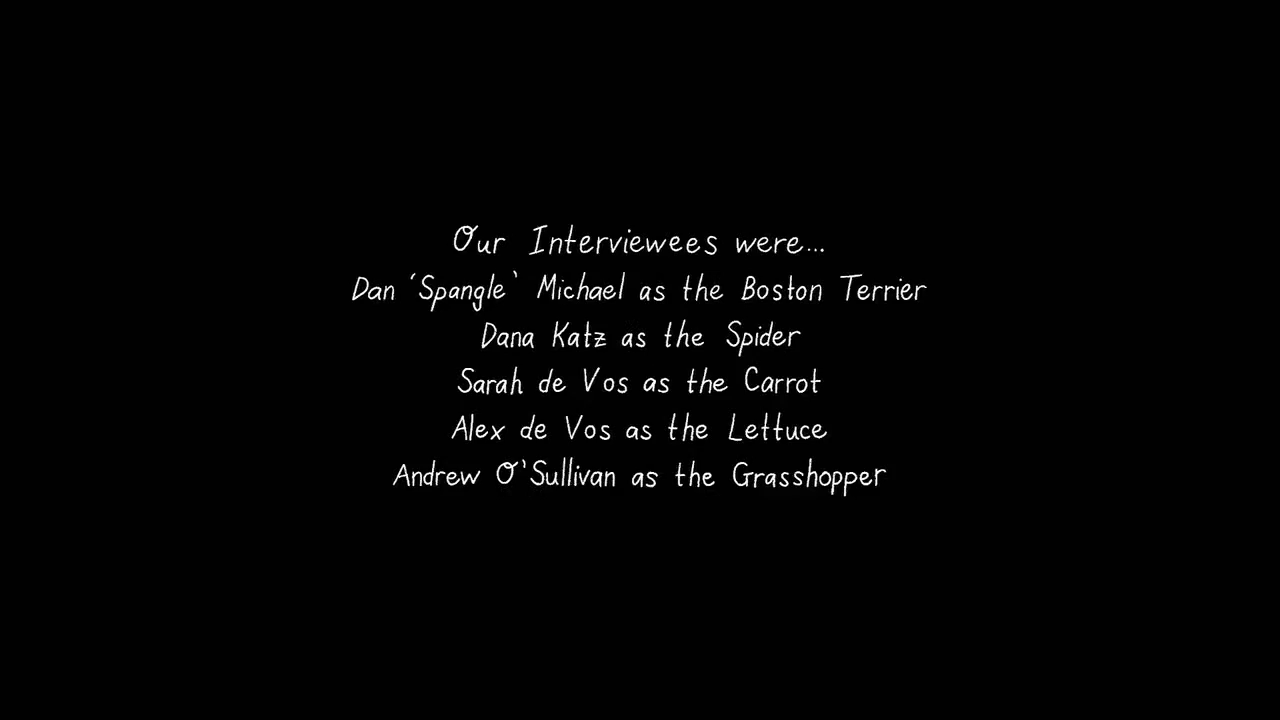 Our Interviewees were...
Dan 'Spangle' Michael as the Boston Terrier
Dana Katz as the Spider
Sarah de Vos as the Carrot
Alex de Vos as the Lettuce
Andrew O'Sullivan as the Grasshopper